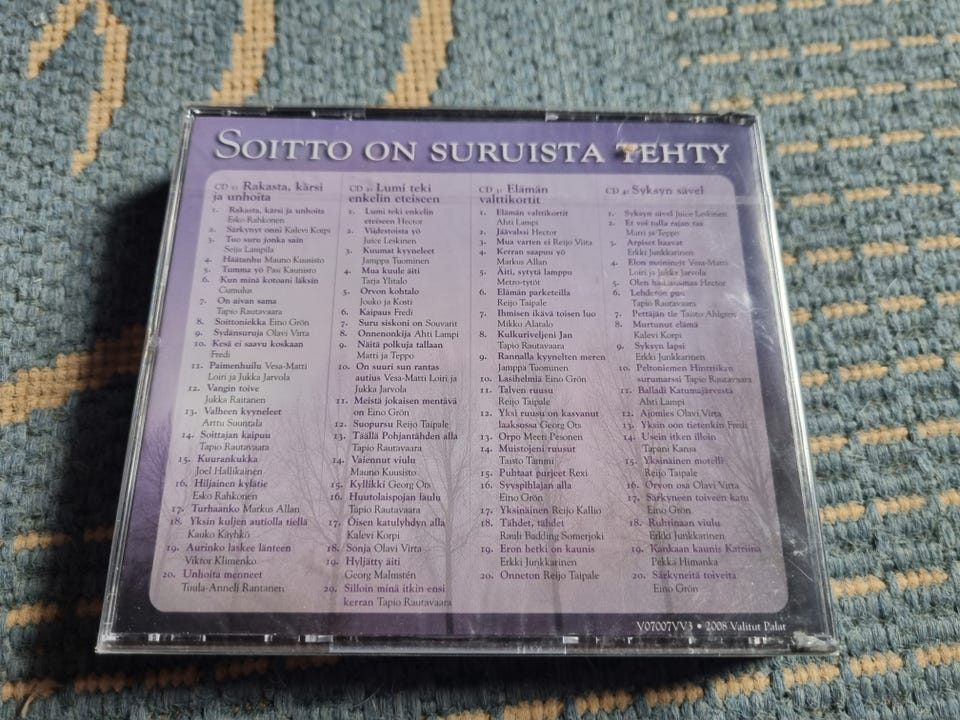 SOITTO ON SURUISTA TEHTY
CD 1: Rakasta, kärsi
ja unhoita
1. Rakasta, kärsi ja unhoita
Esko Rahkonen
2. Särkynyt onni Kalevi Korpi
3. Tuo suru jonka sain
Seija Lampila
4. Häätanhu Mauno Kuusisto
5. Tumma yö Pasi Kaunisto
6. Kun minä kotoani läksin
Cumulus
7. On aivan sama
Tapio Rautavaara
8. Soittoniekka Eino Grön
9. Sydänsuruja Olavi Virta
10. Kesä ei saavu koskaan
Fredi
11. Paimenhuilu Vesa-Matti
Loiri ja Jukka Jarvola
12. Vangin toive
Jukka Raitanen
13. Valheen kyyneleet
Arttu Suuntala
14. Soittajan kaipuu
Tapio Rautavaara
15. Kuurankukka
Joel Hallikainen
16. Hiljainen kylätie
Esko Rahkonen
17. Turhaanko Markus Allan
18. Yksin kuljen autiolla tiellä
Kauko Käyhkö
19. Aurinko laskee länteen
Viktor Klimenko
20. Unhoita menneet
Tuula-Anneli Rantanen
CD 2: Lumi teki
enkelin eteiseen
1. Lumi teki enkelin
eteiseen Hector
2. Viidestoista yö
Juice Leskinen
3. Kuumat kyyneleet
Jamppa Tuominen
4. Mua kuule äiti
Tarja Ylitalo
5. Orvon kohtalo
Jouko ja Kosti
6. Kaipaus Fredi
7. Suru siskoni on Souvarit
8. Onnenonkija Ahti Lampi
9. Näitä polkuja tallaan
Matti ja Teppo
10. On suuri sun rantas
autius Vesa-Matti Loiri ja
Jukka Jarvola
11. Meistä jokaisen mentävä
on Eino Grön
12. Suopursu Reijo Taipale
13. Täällä Pohjantähden alla
Tapio Rautavaara
14. Vaiennut viulu
Mauno Kuusisto
15. Kyllikki Georg Ots
16. Huutolaispojan laulu
Tapio Rautavaara
17. Öisen katulyhdyn alla
Kalevi Korpi
18. Sonja Olavi Virta
19. Hyljätty äiti
Georg Malmstén
20. Silloin minä itkin ensi
kerran Tapio Rautavaara
CD 3: Elämän
valttikortit
1. Elämän valttikortit
Ahti Lampi
2. Jäävalssi Hector
3. Mua varten ei Reijo Viita
4. Kerran saapuu yö
Markus Allan
5. Äiti, sytytä lamppu
Metro-tytöt
6. Elämän parketeilla
Reijo Taipale
7. Ihmisen ikävä toisen luo
Mikko Alatalo
8. Kulkuriveljeni Jan
Tapio Rautavaara
9. Rannalla kyynelten meren
Jamppa Tuominen
10. Lasihelmiä Eino Grön
11. Talven ruusu
Reijo Taipale
12. Yksi ruusu on kasvanut
laaksossa Georg Ots
13. Orpo Meeri Pesonen
14. Muistojeni ruusut
Taisto Tammi
15. Puhtaat purjeet Rexi
16. Syyspihlajan alla
Eino Grön
17. Yksinäinen Reijo Kallio
18. Tähdet, tähdet
Rauli Badding Somerjoki
19. Eron hetki on kaunis
Erkki Junkkarinen
20. Onneton Reijo Taipale
CD 4: Syksyn sävel
1. Syksyn sävel Juice Leskinen
2. Et voi tulla rajan taa
Matti ja Teppo
3. Arpiset haavat
Erkki Junkkarinen
4. Elon moninuot Vesa-Matti
Loiri ja Jukka Jarvola
5. Olen hautausmaa Hector
6. Lehdetön puu
Tapio Rautavaara
7. Pettäjän tie Taisto Ahlgren
8. Murtunut elämä
Kalevi Korpi
9. Syksyn lapsi
Erkki Junkkarinen
10. Peltoniemen Hintriikan
surumarssi Tapio Rautavaara
11. Balladi Katumajärvestä
Ahti Lampi
12. Ajomies Olavi Virta
13. Yksin oon tietenkin Fredi
14. Usein itken illoin
Tapani Kansa
15. Yksinäinen motelli
Reijo Taipale
16. Orvon osa Olavi Virta
17. Särkyneen toiveen katu
Eino Grön
18. Ruhtinaan viulu
Erkki Junkkarinen
19. Kankaan kaunis Katriina
Pekka Himanka
20. Särkyneitä toiveita
Eino Grön
V07007VV3 • 2008 Valitut Palat